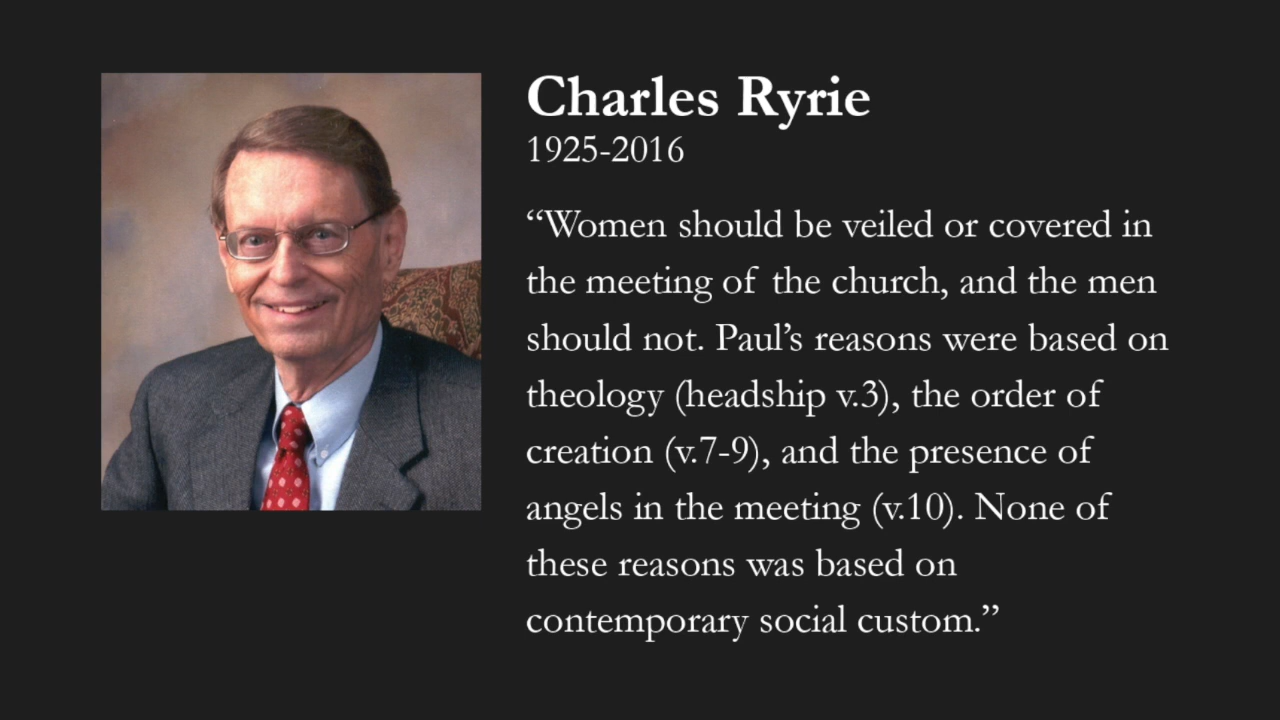 Charles Ryrie
1925-2016
“Women should be veiled or covered in
the meeting of the church, and the men
should not. Paul’s reasons were based on
theology (headship v.3), the order of
creation (v.7-9), and the presence of
angels in the meeting (v.10). None of
these reasons was based on
contemporary social custom.”